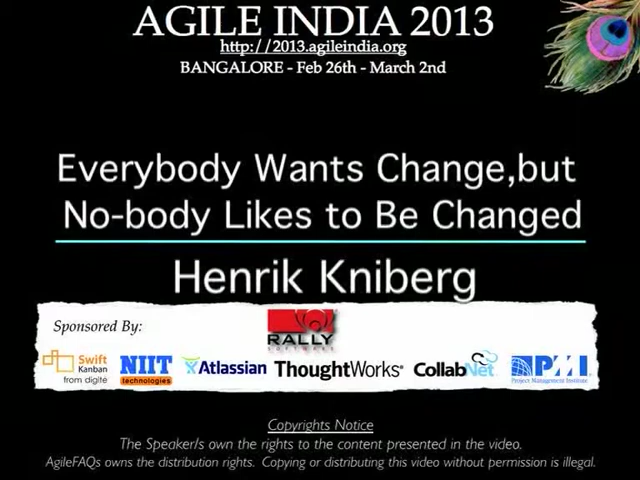 AGILE INDIA 2013
http://2013.agileindia.org
BANGALORE - Feb 26th - March 2nd
Everybody Wants Change,but
No-body Likes to Be Changed
Henrik Kniberg
Sponsored By:
RALLY
SOFTWARE
Swift
Kanban
from digite
NIIT
technologies
Atlassian
ThoughtWorks®
CollabNet
PMI
Project Management Institute
Copyrights Notice
The Speaker/s own the rights to the content presented in the video.
AgileFAQs owns the distribution rights. Copying or distributing this video without permission is illegal.